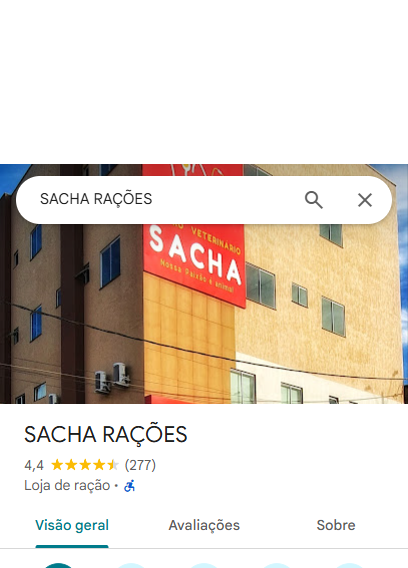 SACHA RAÇÕES
VETERINÁRIO
SACHA
Nossa Paixão é animal
SACHA RAÇÕES
4,4 (277)
Loja de ração ·
Visão geral
Avaliações
Sobre